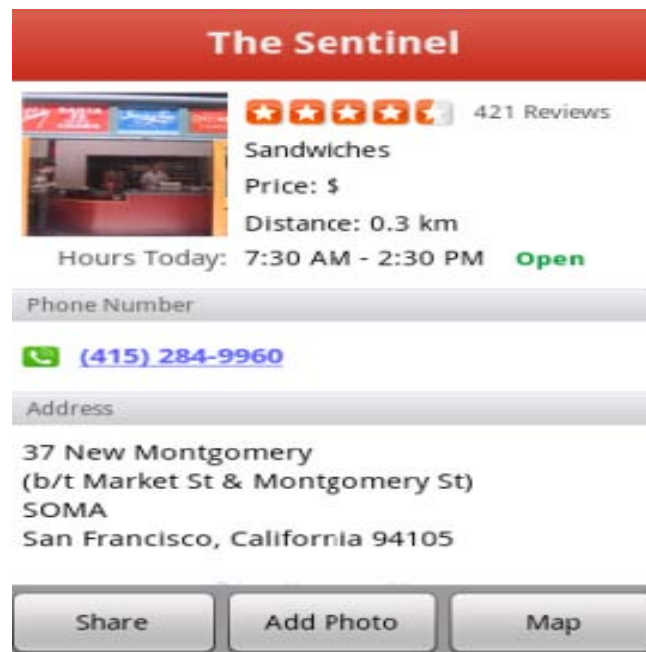 The Sentinel
421 Reviews
Sandwiches
Price: $
Distance: 0.3 km
Hours Today: 7:30 AM - 2:30 PM Open
Phone Number
(415) 284-9960
Address
37 New Montgomery
(b/t Market St & Montgomery St)
SOMA
San Francisco, California 94105
Share
Add Photo
Map